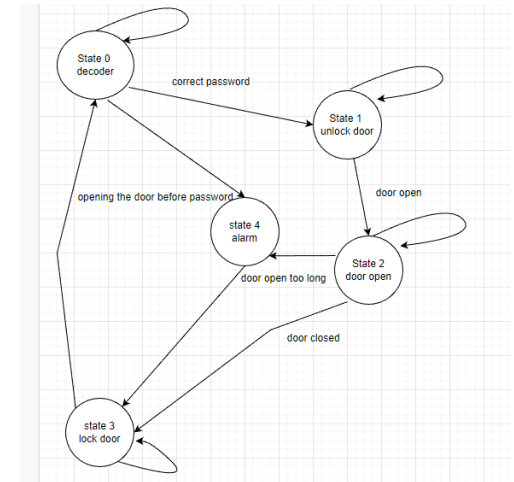 State 0
decoder
correct password
State 1
unlock door
opening the door before password
door open
state 4
alarm
State 2
door open
door open too long
door closed
state 3
lock door